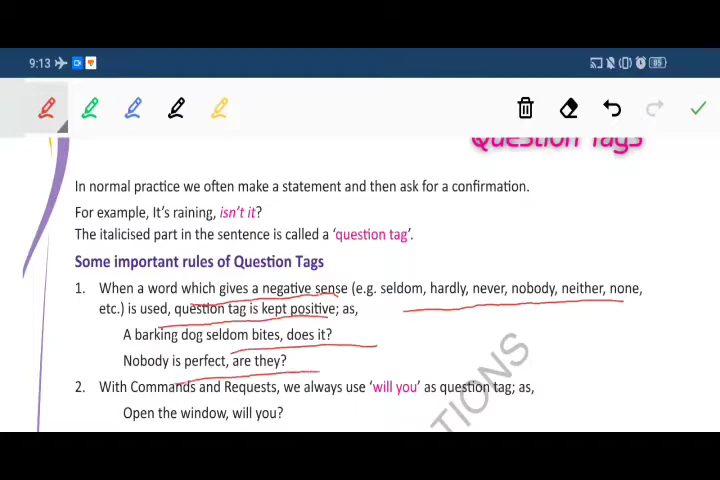 9:13
85
Question Tags
In normal practice we often make a statement and then ask for a confirmation.
For example, It's raining, isn't it?
The italicised part in the sentence is called a 'question tag'.
Some important rules of Question Tags
1. When a word which gives a negative sense (e.g. seldom, hardly, never, nobody, neither, none,
etc.) is used, question tag is kept positive; as,
A barking dog seldom bites, does it?
Nobody is perfect, are they?
2. With Commands and Requests, we always use 'will you' as question tag; as,
Open the window, will you?
TIONS